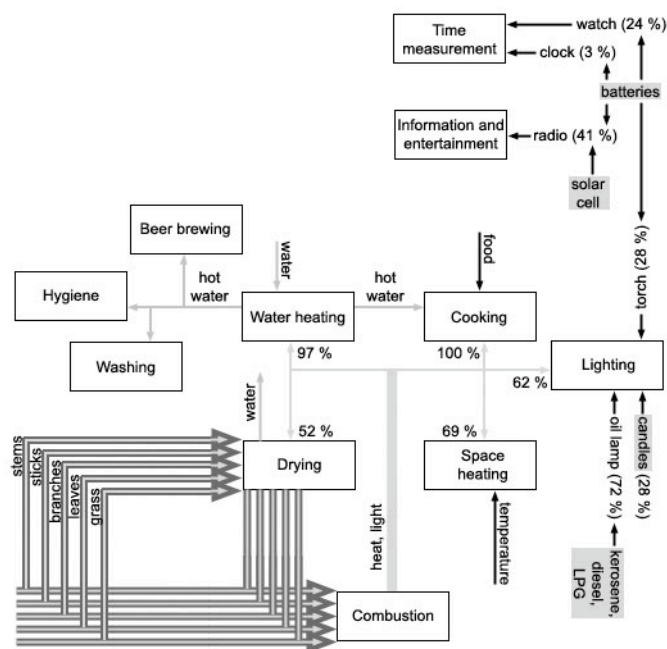 Time
measurement
watch (24 %)
clock (3 %)
batteries
Information and
entertainment
radio (41 %)
solar
cell
Beer brewing
water
food
torch (28 %)
hot
water
hot
water
Hygiene
Water heating
Cooking
Washing
97 %
100 %
Lighting
62 %
water
52 %
69 %
oil lamp (72 %)
candles (28 %)
stems
sticks
branches
leaves
grass
Drying
Space
heating
heat, light
temperature
kerosene,
diesel,
LPG
Combustion